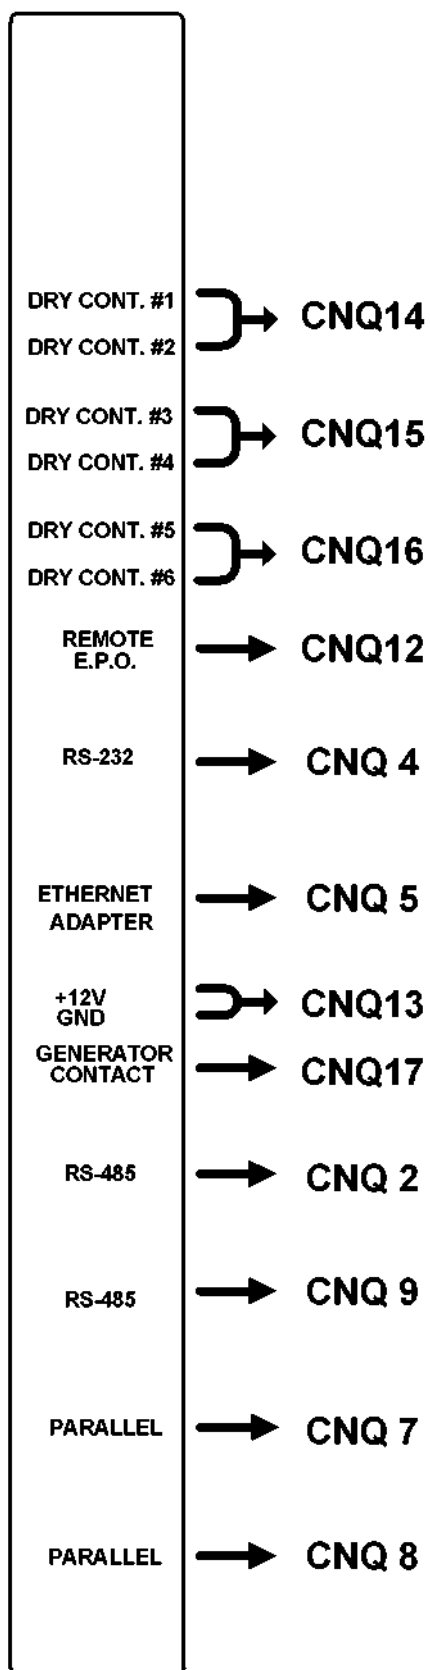 DRY CONT. #1
DRY CONT. #2
CNQ14
DRY CONT. #3
DRY CONT. #4
CNQ15
DRY CONT. #5
DRY CONT. #6
CNQ16
REMOTE
E.P.O.
CNQ12
RS-232
CNQ 4
ETHERNET
ADAPTER
CNQ 5
+12V
GND
CNQ13
GENERATOR
CONTACT
CNQ17
RS-485
CNQ 2
RS-485
CNQ 9
PARALLEL
CNQ 7
PARALLEL
CNQ 8